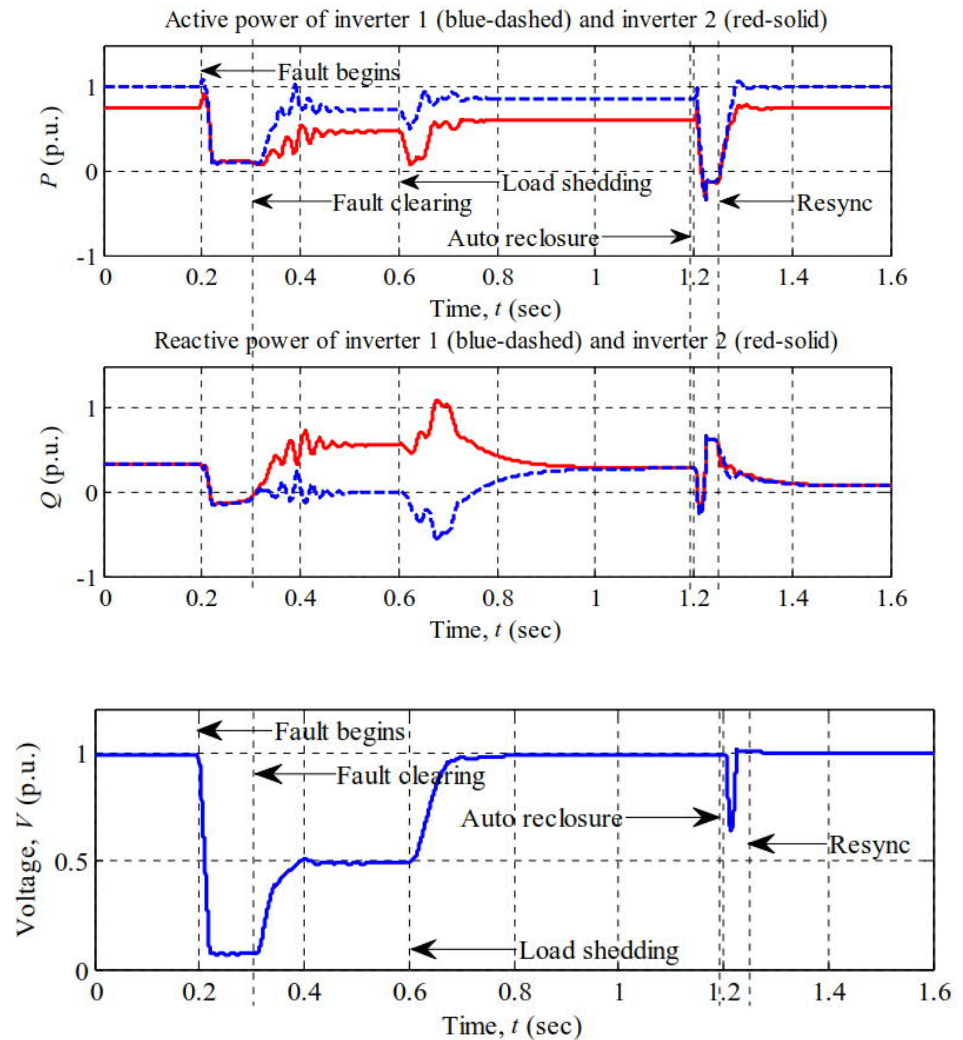 Active power of inverter 1 (blue-dashed) and inverter 2 (red-solid)
1
Fault begins
P (p.u.)
0
Load shedding
Fault clearing
Resync
Auto reclosure
-1
0 0.2 0.4 0.6 0.8 1 1.2 1.4 1.6
Time, t (sec)
Reactive power of inverter 1 (blue-dashed) and inverter 2 (red-solid)
1
Q (p.u.)
0
-1
0 0.2 0.4 0.6 0.8 1 1.2 1.4 1.6
Time, t (sec)
Fault begins
1
Fault clearing
Voltage, V (p.u.)
Auto reclosure
Resync
0.5
Load shedding
0
0 0.2 0.4 0.6 0.8 1 1.2 1.4 1.6
Time, t (sec)